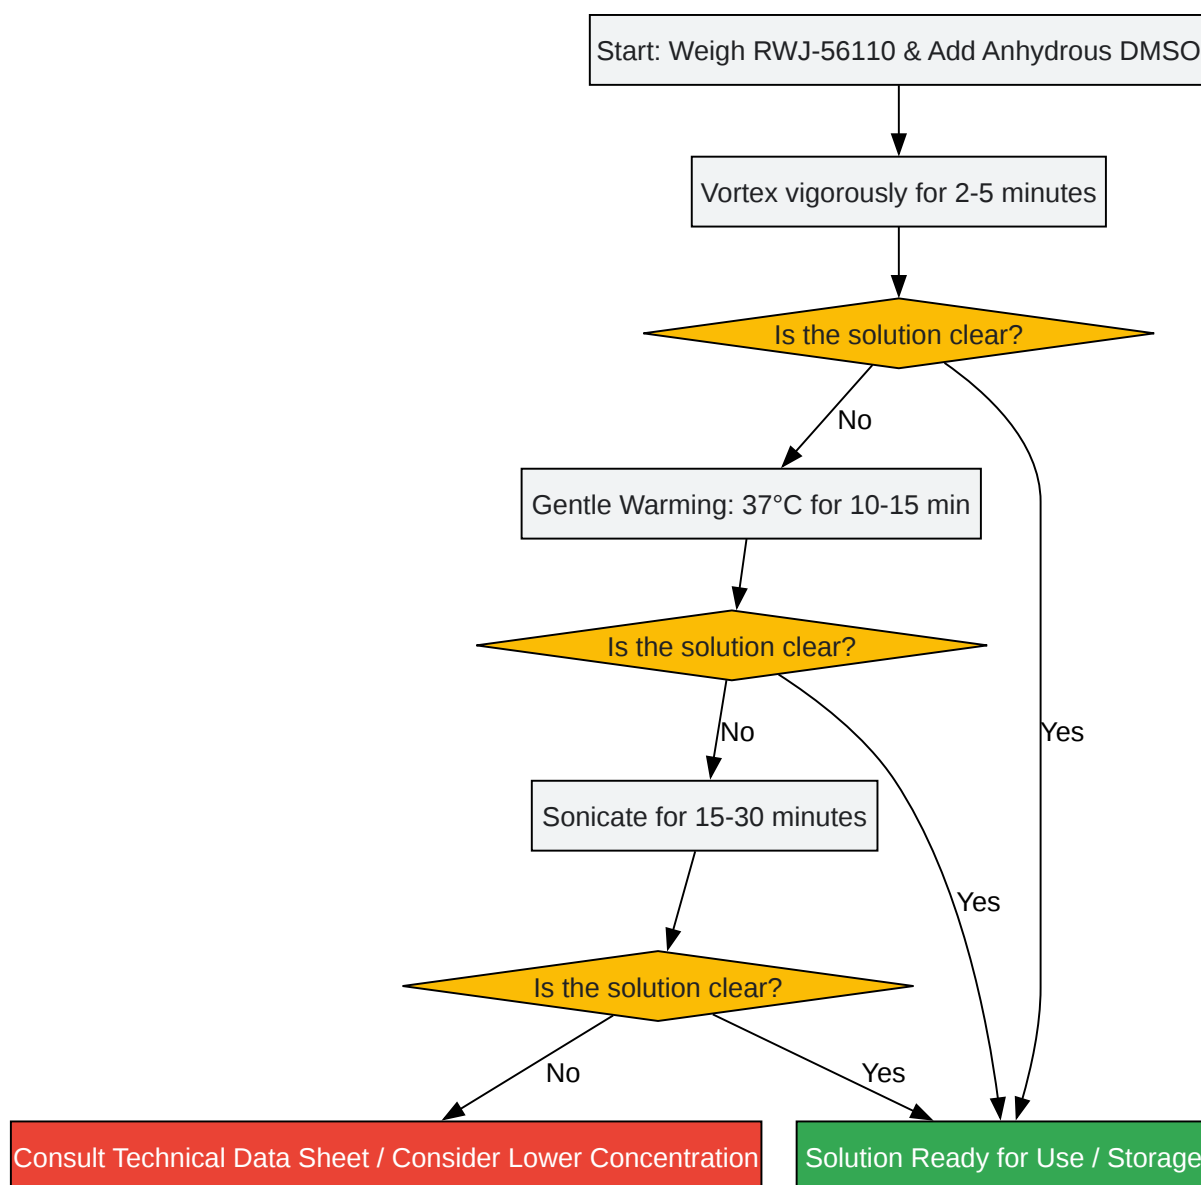 Start: Weigh RWJ-56110 & Add Anhydrous DMSO
Vortex vigorously for 2-5 minutes
Is the solution clear?
No
Gentle Warming: 37°C for 10-15 min
Is the solution clear?
No
Yes
Sonicate for 15-30 minutes
Yes
Is the solution clear?
No
Yes
Consult Technical Data Sheet / Consider Lower Concentration
Solution Ready for Use / Storage